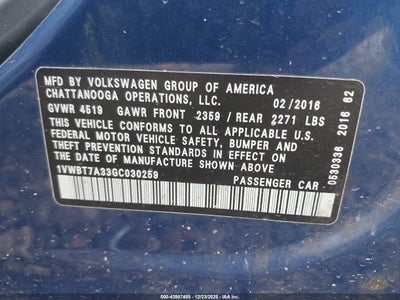 MFD BY VOLKSWAGEN GROUP OF AMERICA
CHATTANOOGA OPERATIONS, LLC. 02/2016
GVWR 4519 GAWR FRONT 2359 / REAR 2271 LBS
THIS VEHICLE CONFORMS TO ALL APPLICABLE U.S.
FEDERAL MOTOR VEHICLE SAFETY, BUMPER AND
THEFT PREVENTION STANDARDS IN EFFECT ON THE
DATE OF MANUFACTURE SHOWN ABOVE
1VWBT7A33GC030259 PASSENGER CAR
0530336 2016 62
000-43987455 - 12/23/2025 - IAA, Inc.